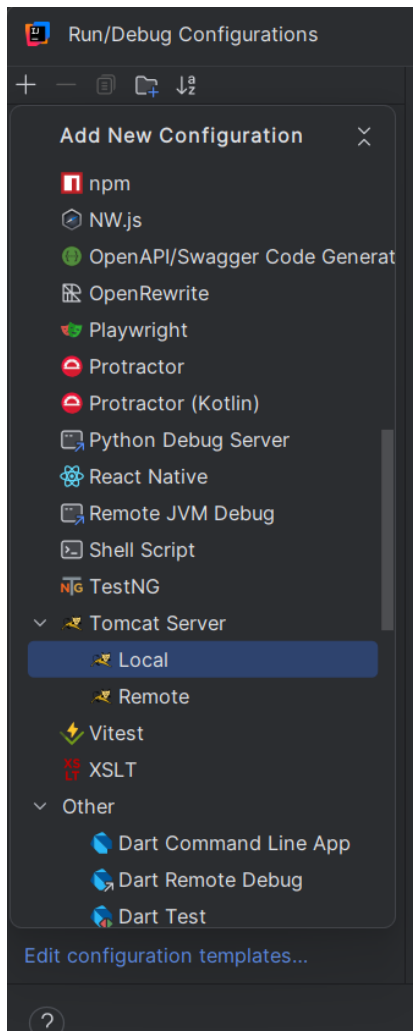 Run/Debug Configurations
Add New Configuration
npm
NW.js
OpenAPI/Swagger Code Generat
OpenRewrite
Playwright
Protractor
Protractor (Kotlin)
Python Debug Server
React Native
Remote JVM Debug
Shell Script
TestNG
Tomcat Server
Local
Remote
Vitest
XSLT
Other
Dart Command Line App
Dart Remote Debug
Dart Test
Edit configuration templates...
?